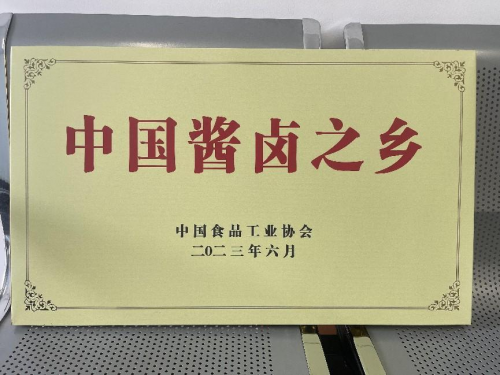 中国酱卤之乡
中国食品工业协会
二〇二三年六月